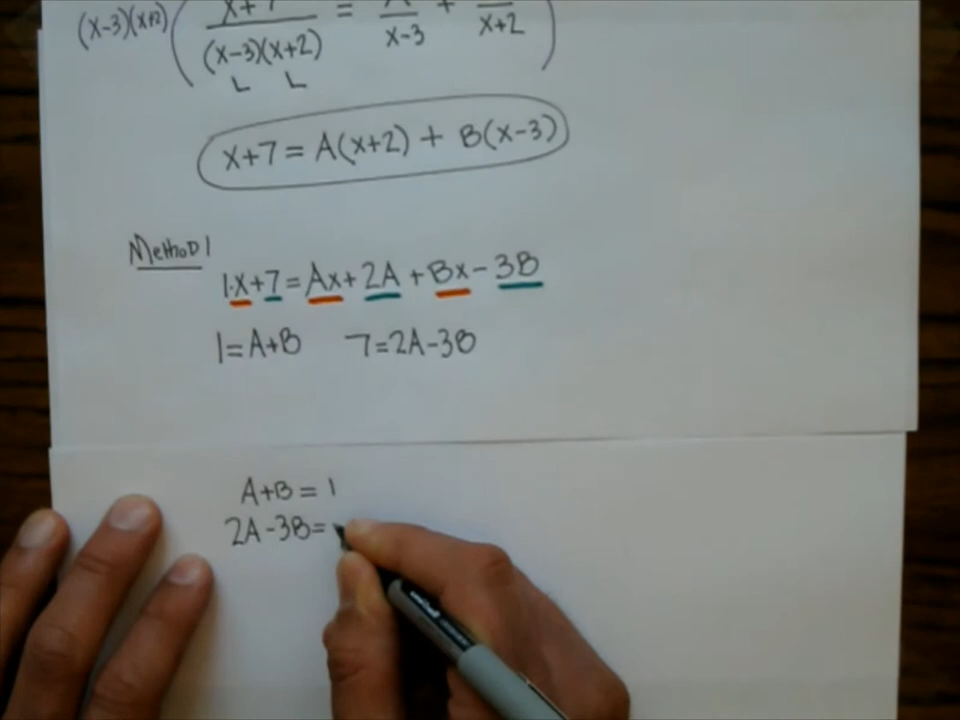 (x-3)(x+2) ( x+7 / (x-3)(x+2) = A / x-3 + / x+2 )
x+7 = A(x+2) + B(x-3)
Method 1
1·x+7 = Ax+2A+Bx-3B
1=A+B 7=2A-3B
A+B=1
2A-3B=